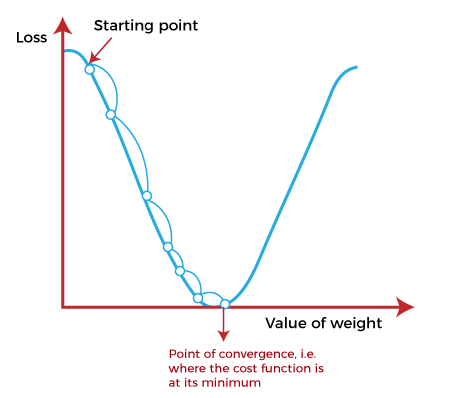 Starting point
Loss
Value of weight
Point of convergence, i.e.
where the cost function is
at its minimum